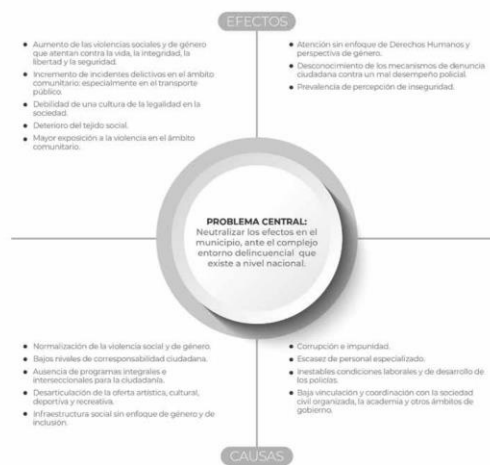 EFECTOS
● Aumento de las violencias sociales y de género
que atentan contra la vida, la integridad, la
libertad y la seguridad.
● Incremento de incidentes delictivos en el ámbito
comunitario: especialmente en el transporte
público.
● Debilidad de una cultura de la legalidad en la
sociedad.
● Deterioro del tejido social.
● Mayor exposición a la violencia en el ámbito
comunitario.
● Atención sin enfoque de Derechos Humanos y
perspectiva de género.
● Desconocimiento de los mecanismos de denuncia
ciudadana contra un mal desempeño policial.
● Prevalencia de percepción de inseguridad.
PROBLEMA CENTRAL:
Neutralizar los efectos en el
municipio, ante el complejo
entorno delincuencial que
existe a nivel nacional.
● Normalización de la violencia social y de género.
● Bajos niveles de corresponsabilidad ciudadana.
● Ausencia de programas integrales e
interseccionales para la ciudadanía.
● Desarticulación de la oferta artística, cultural,
deportiva y recreativa.
● Infraestructura social sin enfoque de género y de
inclusión.
● Corrupción e impunidad.
● Escasez de personal especializado.
● Inestables condiciones laborales y de desarrollo de
los policías.
● Baja vinculación y coordinación con la sociedad
civil organizada, la academia y otros ámbitos de
gobierno.
CAUSAS